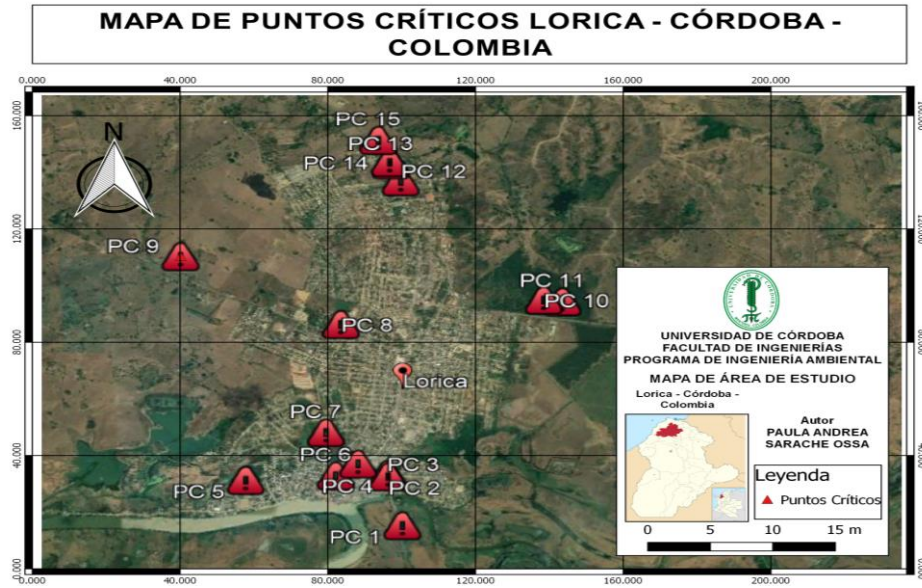 MAPA DE PUNTOS CRÍTICOS LORICA - CÓRDOBA -
COLOMBIA
0.000 40.000 80.000 120.000 160.000 200.000
160.000
120.000
80.000
40.000
0.000
N
PC 15
PC 13
PC 14
PC 12
PC 9
PC 11
PC 10
PC 8
Lorica
PC 7
PC 6
PC 3
PC 5
PC 4
PC 2
PC 1
UNIVERSIDAD DE CÓRDOBA
FACULTAD DE INGENIERÍAS
PROGRAMA DE INGENIERÍA AMBIENTAL
MAPA DE ÁREA DE ESTUDIO
Lorica - Córdoba -
Colombia
Autor
PAULA ANDREA
SARACHE OSSA
Leyenda
Puntos Críticos
0 5 10 15 m
0.000 40.000 80.000 120.000 160.000 200.000